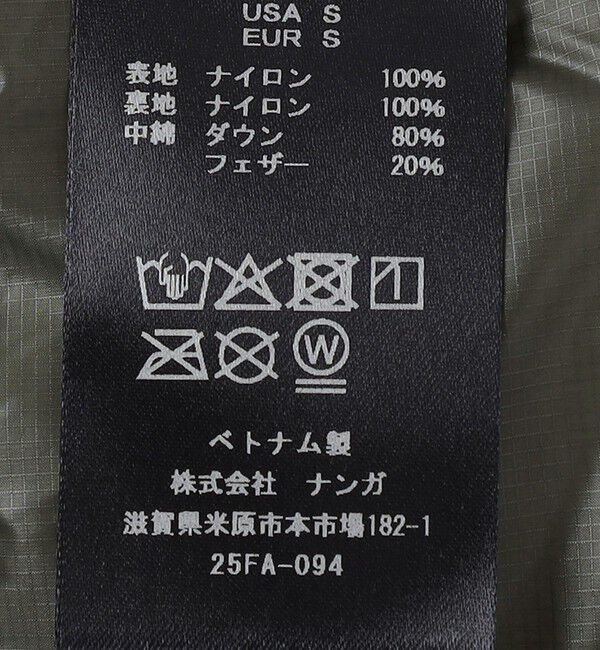 USA S
EUR S
表地 ナイロン 100%
裏地 ナイロン 100%
中綿 ダウン 80%
フェザー 20%
W
ベトナム製
株式会社 ナンガ
滋賀県米原市本市場182-1
25FA-094